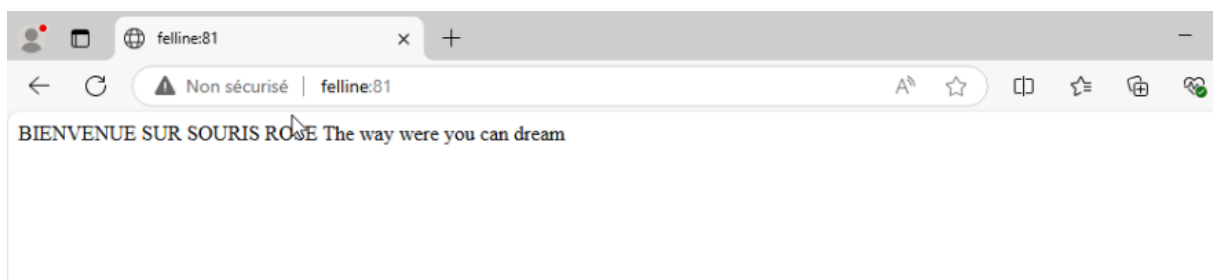 felline:81
Non sécurisé | felline:81
BIENVENUE SUR SOURIS ROSE The way were you can dream